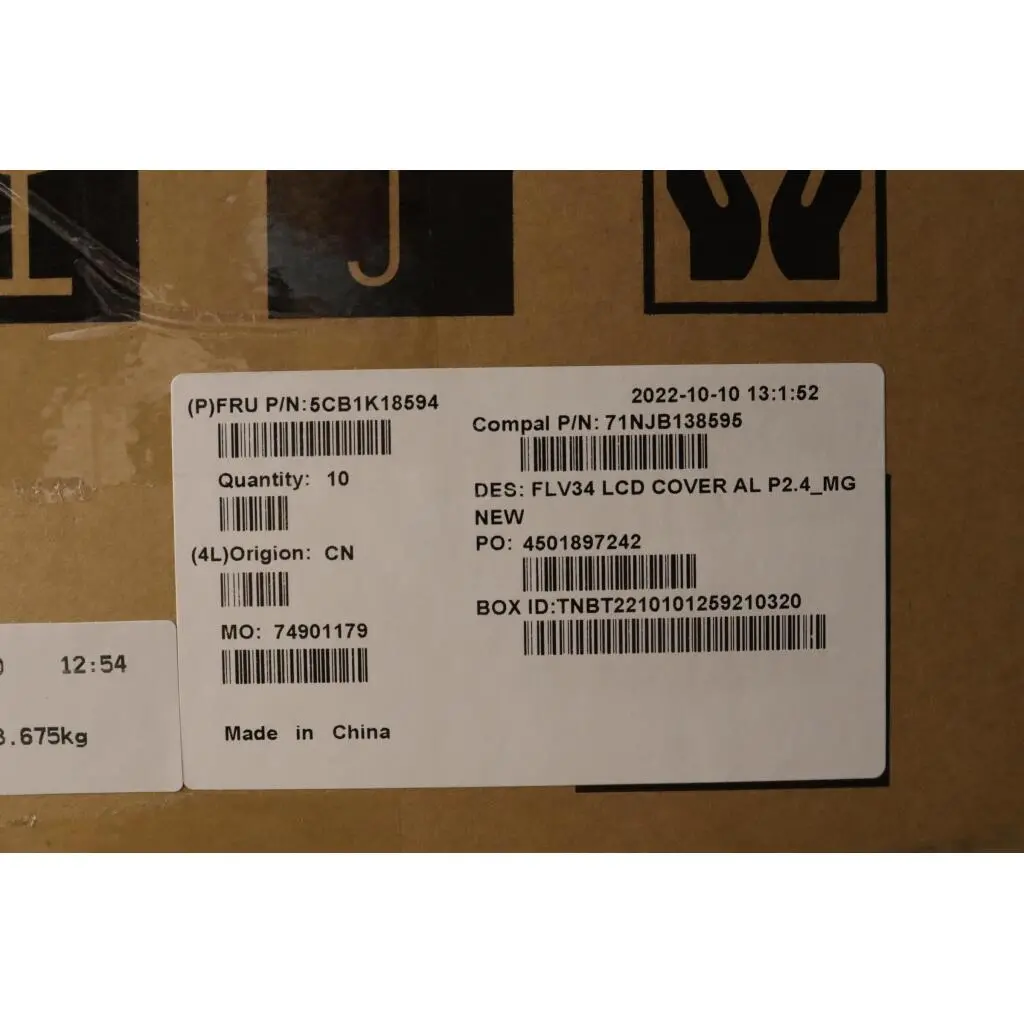 (P)FRU P/N:5CB1K18594
2022-10-10 13:1:52
Compal P/N: 71NJB138595
Quantity: 10
DES: FLV34 LCD COVER AL P2.4_MG
NEW
(4L)Origion: CN
PO: 4501897242
BOX ID:TNBT2210101259210320
MO: 74901179
Made in China
12:54
.675kg